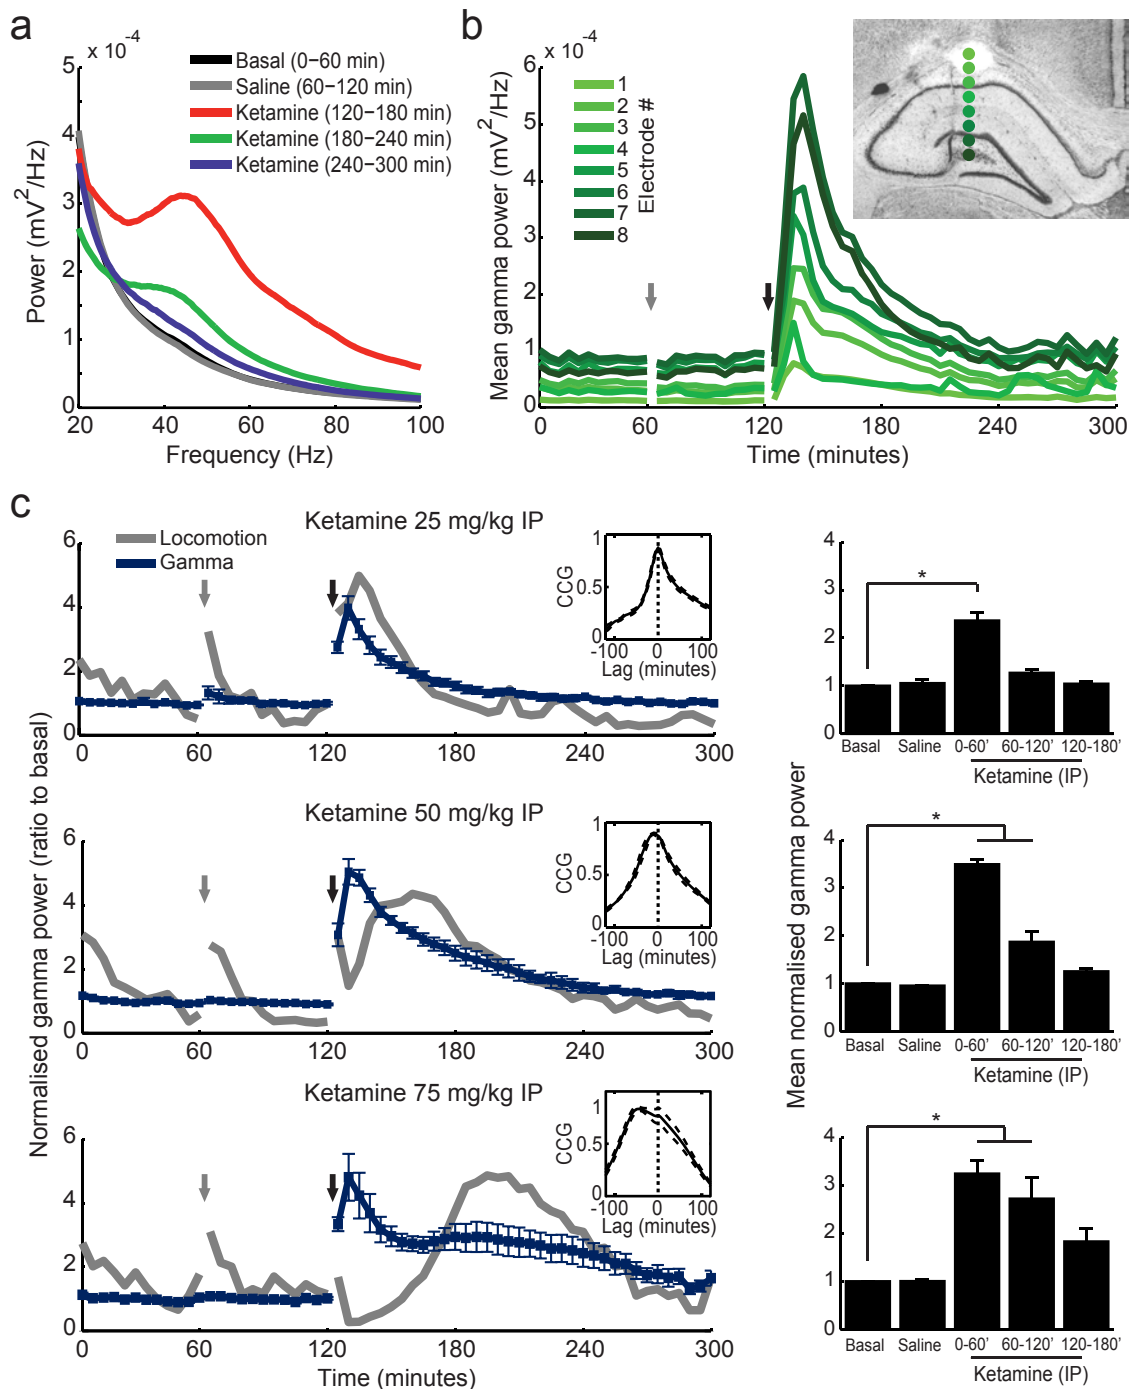 a
x 10-4
Power (mV2/Hz)
5
4
3
2
1
0
20
40
60
80
100
Frequency (Hz)
Basal (0–60 min)
Saline (60–120 min)
Ketamine (120–180 min)
Ketamine (180–240 min)
Ketamine (240–300 min)
b
x 10-4
Mean gamma power (mV2/Hz)
6
4
2
0
0
60
120
180
240
300
Time (minutes)
1
2
3
4
5
6
7
8
Electrode #
c
Normalised gamma power (ratio to basal)
Ketamine 25 mg/kg IP
Locomotion
Gamma
6
4
2
0
0
60
120
180
240
300
CCG
1
0.5
0
-100
0
100
Lag (minutes)
Ketamine 50 mg/kg IP
6
4
2
0
0
60
120
180
240
300
CCG
1
0.5
0
-100
0
100
Lag (minutes)
Ketamine 75 mg/kg IP
6
4
2
0
0
60
120
180
240
300
Time (minutes)
CCG
1
0.5
0
-100
0
100
Lag (minutes)
Mean normalised gamma power
4
3
2
1
0
*
Basal
Saline
0-60’
60-120’
120-180’
Ketamine (IP)
4
3
2
1
0
*
Basal
Saline
0-60’
60-120’
120-180’
Ketamine (IP)
4
3
2
1
0
*
Basal
Saline
0-60’
60-120’
120-180’
Ketamine (IP)